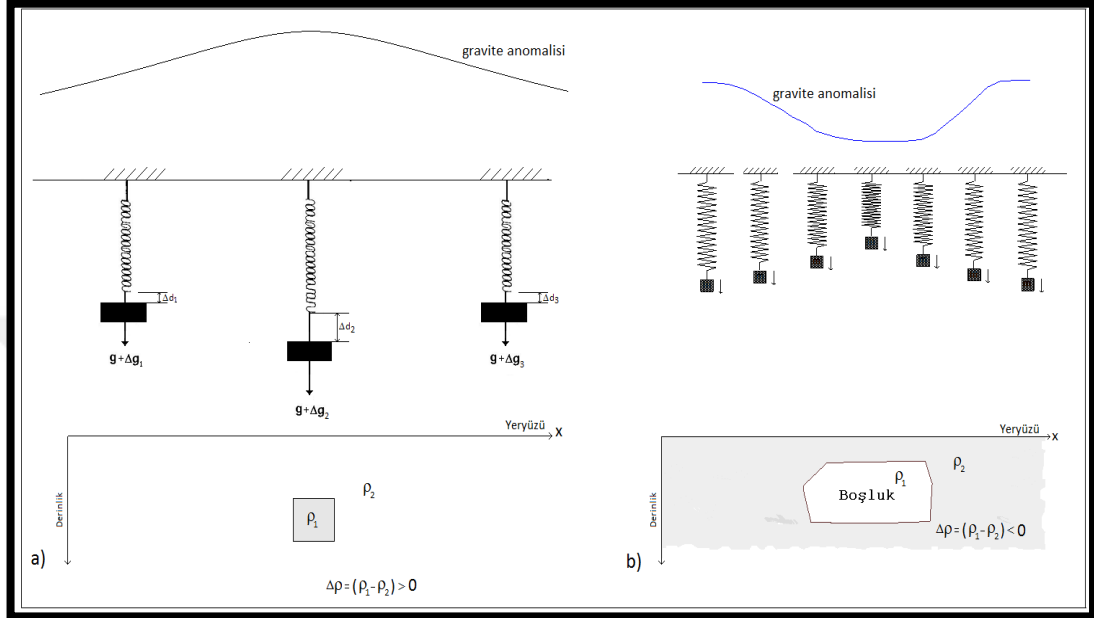 gravite anomalisi
Δd₁
Δd₂
Δd₃
g+Δg₁
g+Δg₂
g+Δg₃
Yeryüzü x
Derinlik
ρ₂
ρ₁
a)
Δρ=(ρ₁-ρ₂)>0
gravite anomalisi
Yeryüzü x
Derinlik
ρ₂
ρ₁
Boşluk
Δρ=(ρ₁-ρ₂)<0
b)